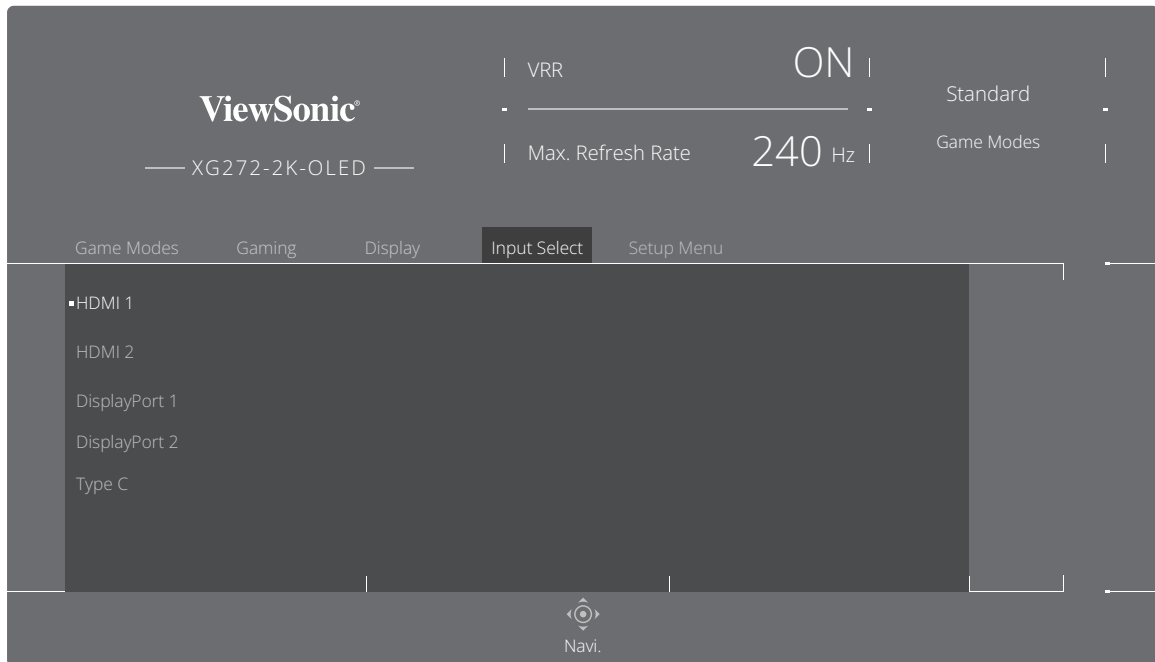 ViewSonic®
XG272-2K-OLED
VRR ON
Max. Refresh Rate 240 Hz
Standard
Game Modes
Game Modes Gaming Display Input Select Setup Menu
HDMI 1
HDMI 2
DisplayPort 1
DisplayPort 2
Type C
Navi.